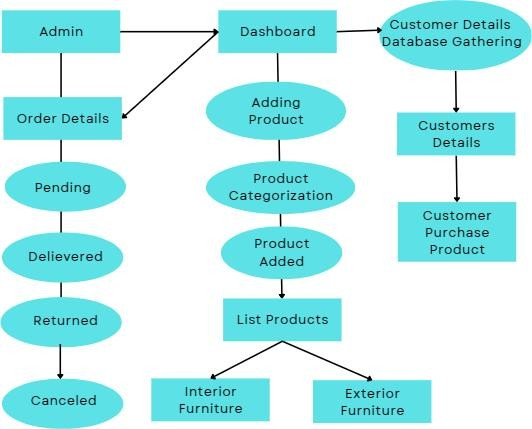 Admin
Dashboard
Customer Details
Database Gathering
Order Details
Adding
Product
Customers
Details
Pending
Product
Categorization
Customer
Purchase
Product
Delievered
Product
Added
Returned
List Products
Canceled
Interior
Furniture
Exterior
Furniture